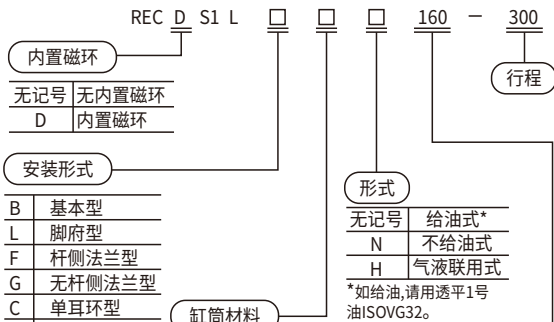 REC D S1 L □ □ □ 160 － 300
内置磁环
行程
无记号 无内置磁环
D 内置磁环
安装形式
形式
B 基本型
L 脚府型
F 杆侧法兰型
G 无杆侧法兰型
C 单耳环型
无记号 给油式*
N 不给油式
H 气液联用式
*如给油,请用透平1号
油ISOVG32。
缸筒材料